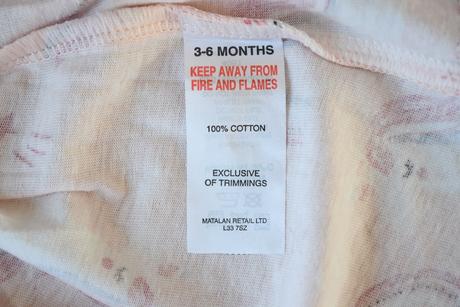 3-6 MONTHS
KEEP AWAY FROM
FIRE AND FLAMES
100% COTTON
EXCLUSIVE
OF TRIMMINGS
MATALAN RETAIL LTD
L33 7SZ